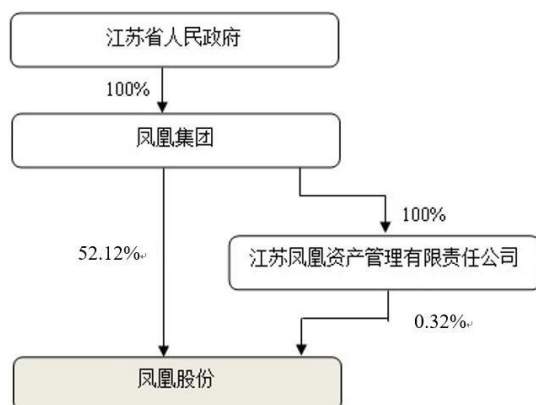 江苏省人民政府
100%
凤凰集团
100%
52.12%
江苏凤凰资产管理有限责任公司
0.32%
凤凰股份